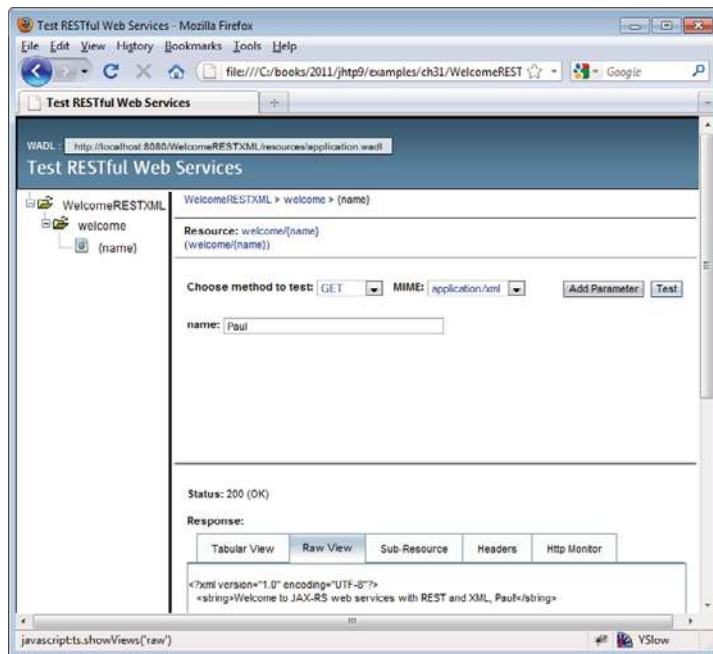 Test RESTful Web Services - Mozilla Firefox
File Edit View History Bookmarks Tools Help
file:///C:/books/2011/jhtp9/examples/ch31/WelcomeREST
Google
Test RESTful Web Services
WADL : http://localhost:8080/WelcomeRESTXML/resources/application.wadl
Test RESTful Web Services
WelcomeRESTXML
welcome
{name}
WelcomeRESTXML > welcome > {name}
Resource: welcome/{name}
(welcome/{name})
Choose method to test: GET MIME: application/xml Add Parameter Test
name: Paul
Status: 200 (OK)
Response:
Tabular View Raw View Sub-Resource Headers Http Monitor
<?xml version="1.0" encoding="UTF-8"?>
<string>Welcome to JAX-RS web services with REST and XML, Paul!</string>
javascript:ts.showViews('raw')
YSlow